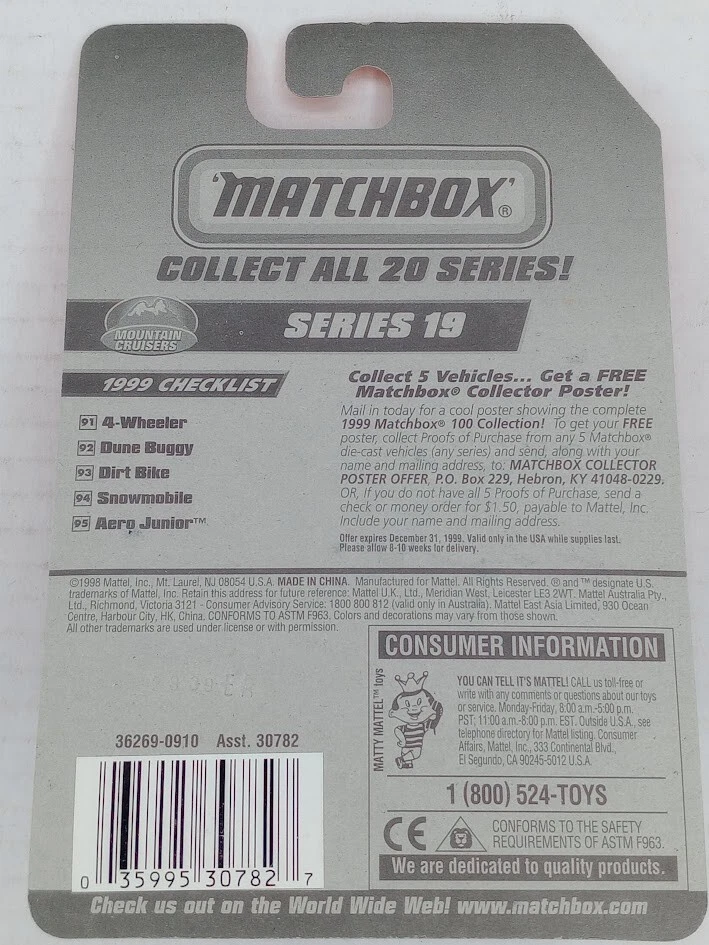 'MATCHBOX'®
COLLECT ALL 20 SERIES!
MOUNTAIN
CRUISERS
SERIES 19
1999 CHECKLIST
91 4-Wheeler
92 Dune Buggy
93 Dirt Bike
94 Snowmobile
95 Aero Junior™
Collect 5 Vehicles... Get a FREE
Matchbox® Collector Poster!
Mail in today for a cool poster showing the complete
1999 Matchbox® 100 Collection! To get your FREE
poster, collect Proofs of Purchase from any 5 Matchbox®
die-cast vehicles (any series) and send, along with your
name and mailing address, to: MATCHBOX COLLECTOR
POSTER OFFER, P.O. Box 229, Hebron, KY 41048-0229.
OR, If you do not have all 5 Proofs of Purchase, send a
check or money order for $1.50, payable to Mattel, Inc.
Include your name and mailing address.
Offer expires December 31, 1999. Valid only in the USA while supplies last.
Please allow 8-10 weeks for delivery.
©1998 Mattel, Inc., Mt. Laurel, NJ 08054 U.S.A. MADE IN CHINA. Manufactured for Mattel. All Rights Reserved. ® and ™ designate U.S.
trademarks of Mattel, Inc. Retain this address for future reference: Mattel U.K., Ltd., Meridian West, Leicester LE3 2WT. Mattel Australia Pty.,
Ltd., Richmond, Victoria 3121 - Consumer Advisory Service: 1800 800 812 (valid only in Australia). Mattel East Asia Limited, 930 Ocean
Centre, Harbour City, HK, China. CONFORMS TO ASTM F963. Colors and decorations may vary from those shown.
All other trademarks are used under license or with permission.
CONSUMER INFORMATION
MATTY MATTEL™ toys
YOU CAN TELL IT'S MATTEL! CALL us toll-free or
write with any comments or questions about our toys
or service. Monday-Friday, 8:00 a.m.-5:00 p.m.
PST; 11:00 a.m.-8:00 p.m. EST. Outside U.S.A., see
telephone directory for Mattel listing. Consumer
Affairs, Mattel, Inc., 333 Continental Blvd.,
El Segundo, CA 90245-5012 U.S.A.
1 (800) 524-TOYS
CE
CONFORMS TO THE SAFETY
REQUIREMENTS OF ASTM F963.
We are dedicated to quality products.
36269-0910 Asst. 30782
0 35995 30782 7
Check us out on the World Wide Web! www.matchbox.com